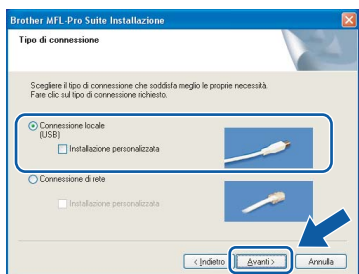 Brother MFL-Pro Suite Installazione
Tipo di connessione
Scegliere il tipo di connessione che soddisfa meglio le proprie necessità.
Fare clic sul tipo di connessione richiesto.
Connessione locale
(USB)
Installazione personalizzata
Connessione di rete
Installazione personalizzata
< Indietro Avanti > Annulla